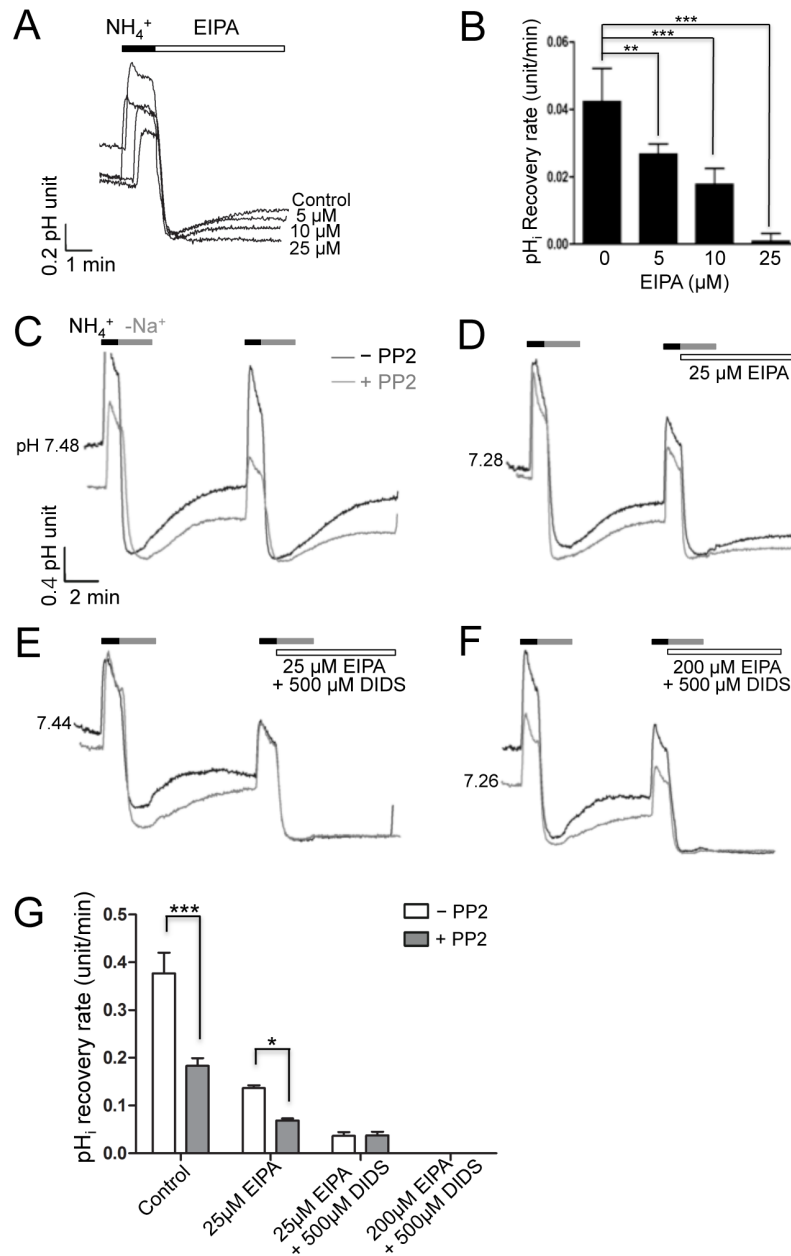 A
NH₄⁺ EIPA
0.2 pH unit
1 min
Control
5 µM
10 µM
25 µM
B
*** 
***
**
pHᵢ Recovery rate (unit/min)
0.06
0.04
0.02
0.00
0 5 10 25
EIPA (µM)
C
NH₄⁺ -Na⁺
− PP2
+ PP2
pH 7.48
0.4 pH unit
2 min
D
25 µM EIPA
7.28
E
25 µM EIPA
+ 500 µM DIDS
7.44
F
200 µM EIPA
+ 500 µM DIDS
7.26
G
pHᵢ recovery rate (unit/min)
0.5
0.4
0.3
0.2
0.1
0.0
***
*
− PP2
+ PP2
Control
25µM EIPA
25µM EIPA
+ 500µM DIDS
200µM EIPA
+ 500µM DIDS